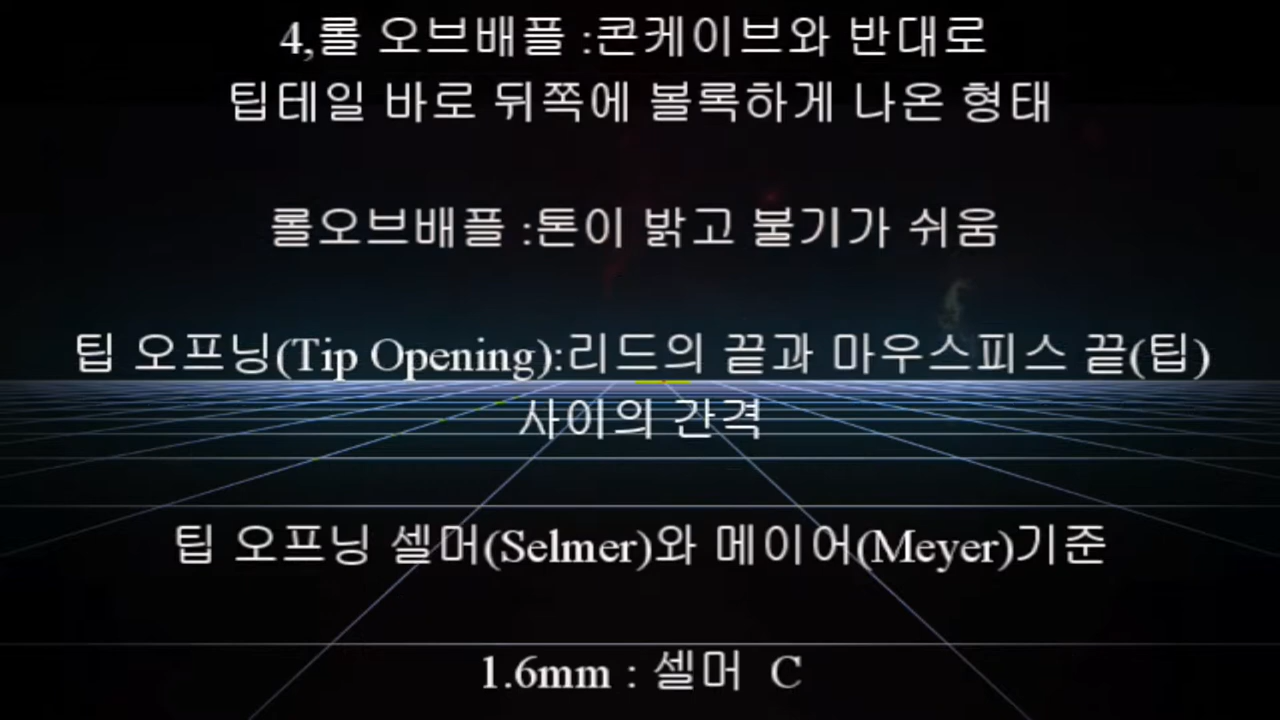 4,롤 오브배플 :콘케이브와 반대로
팁테일 바로 뒤쪽에 볼록하게 나온 형태
롤오브배플 :톤이 밝고 불기가 쉬움
팁 오프닝(Tip Opening):리드의 끝과 마우스피스 끝(팁)
사이의 간격
팁 오프닝 셀머(Selmer)와 메이어(Meyer)기준
1.6mm : 셀머 C